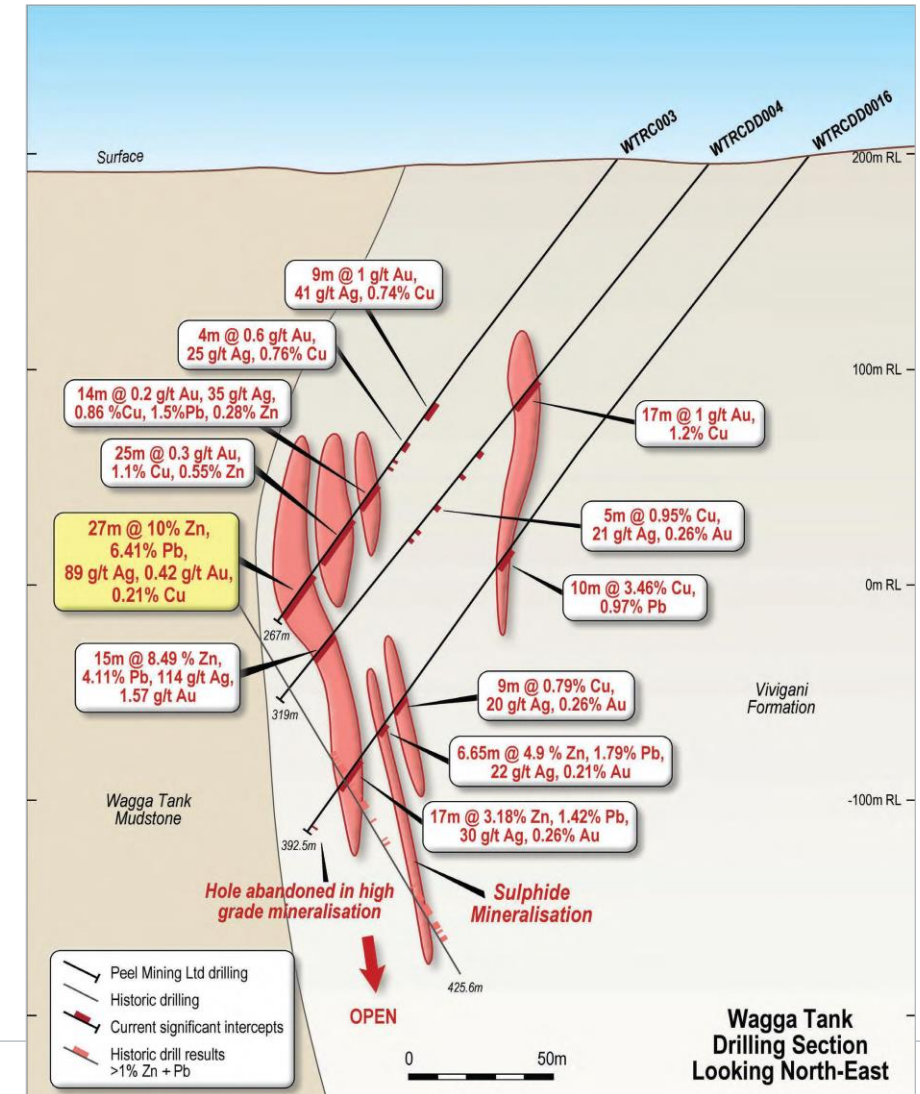 WTRC003
WTRCDD004
WTRCDD0016
Surface
200m RL
9m @ 1 g/t Au,
41 g/t Ag, 0.74% Cu
4m @ 0.6 g/t Au,
25 g/t Ag, 0.76% Cu
100m RL
14m @ 0.2 g/t Au, 35 g/t Ag,
0.86 %Cu, 1.5%Pb, 0.28% Zn
17m @ 1 g/t Au,
1.2% Cu
25m @ 0.3 g/t Au,
1.1% Cu, 0.55% Zn
5m @ 0.95% Cu,
21 g/t Ag, 0.26% Au
27m @ 10% Zn,
6.41% Pb,
89 g/t Ag, 0.42 g/t Au,
0.21% Cu
10m @ 3.46% Cu,
0.97% Pb
0m RL
267m
15m @ 8.49 % Zn,
4.11% Pb, 114 g/t Ag,
1.57 g/t Au
319m
9m @ 0.79% Cu,
20 g/t Ag, 0.26% Au
Vivigani
Formation
6.65m @ 4.9 % Zn, 1.79% Pb,
22 g/t Ag, 0.21% Au
Wagga Tank
Mudstone
-100m RL
17m @ 3.18% Zn, 1.42% Pb,
30 g/t Ag, 0.26% Au
392.5m
Hole abandoned in high
grade mineralisation
Sulphide
Mineralisation
425.6m
OPEN
Peel Mining Ltd drilling
Historic drilling
Current significant intercepts
Historic drill results
>1% Zn + Pb
0
50m
Wagga Tank
Drilling Section
Looking North-East